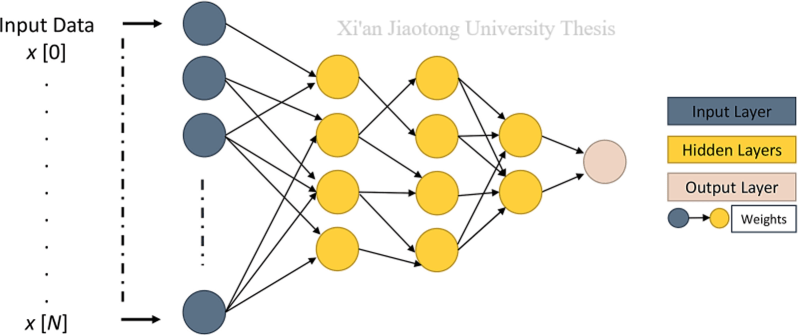 Xi'an Jiaotong University Thesis
Input Data
x [0]
x [N]
Input Layer
Hidden Layers
Output Layer
Weights